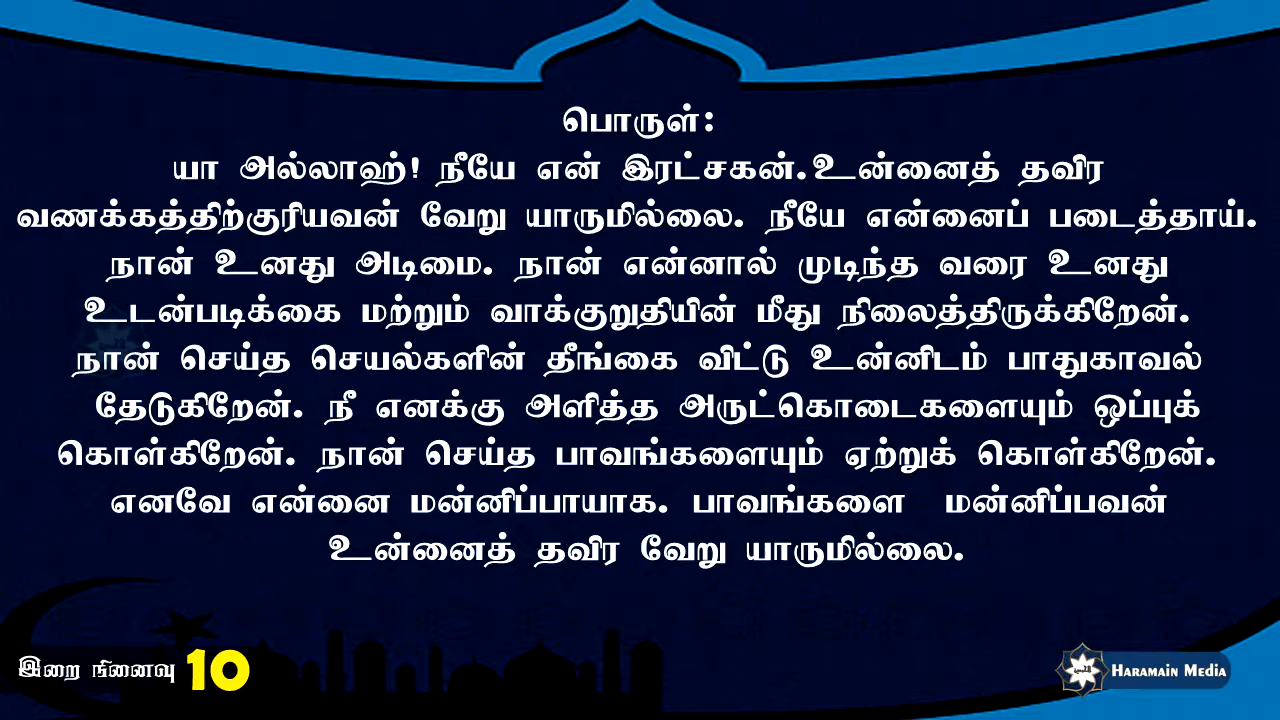 பொருள்:
யா அல்லாஹ்! நீயே என் இரட்சகன்.உன்னைத் தவிர
வணக்கத்திற்குரியவன் வேறு யாருமில்லை. நீயே என்னைப் படைத்தாய்.
நான் உனது அடிமை. நான் என்னால் முடிந்த வரை உனது
உடன்படிக்கை மற்றும் வாக்குறுதியின் மீது நிலைத்திருக்கிறேன்.
நான் செய்த செயல்களின் தீங்கை விட்டு உன்னிடம் பாதுகாவல்
தேடுகிறேன். நீ எனக்கு அளித்த அருட்கொடைகளையும் ஒப்புக்
கொள்கிறேன். நான் செய்த பாவங்களையும் ஏற்றுக் கொள்கிறேன்.
எனவே என்னை மன்னிப்பாயாக. பாவங்களை மன்னிப்பவன்
உன்னைத் தவிர வேறு யாருமில்லை.
இறை நினைவு 10
HARAMAIN MEDIA